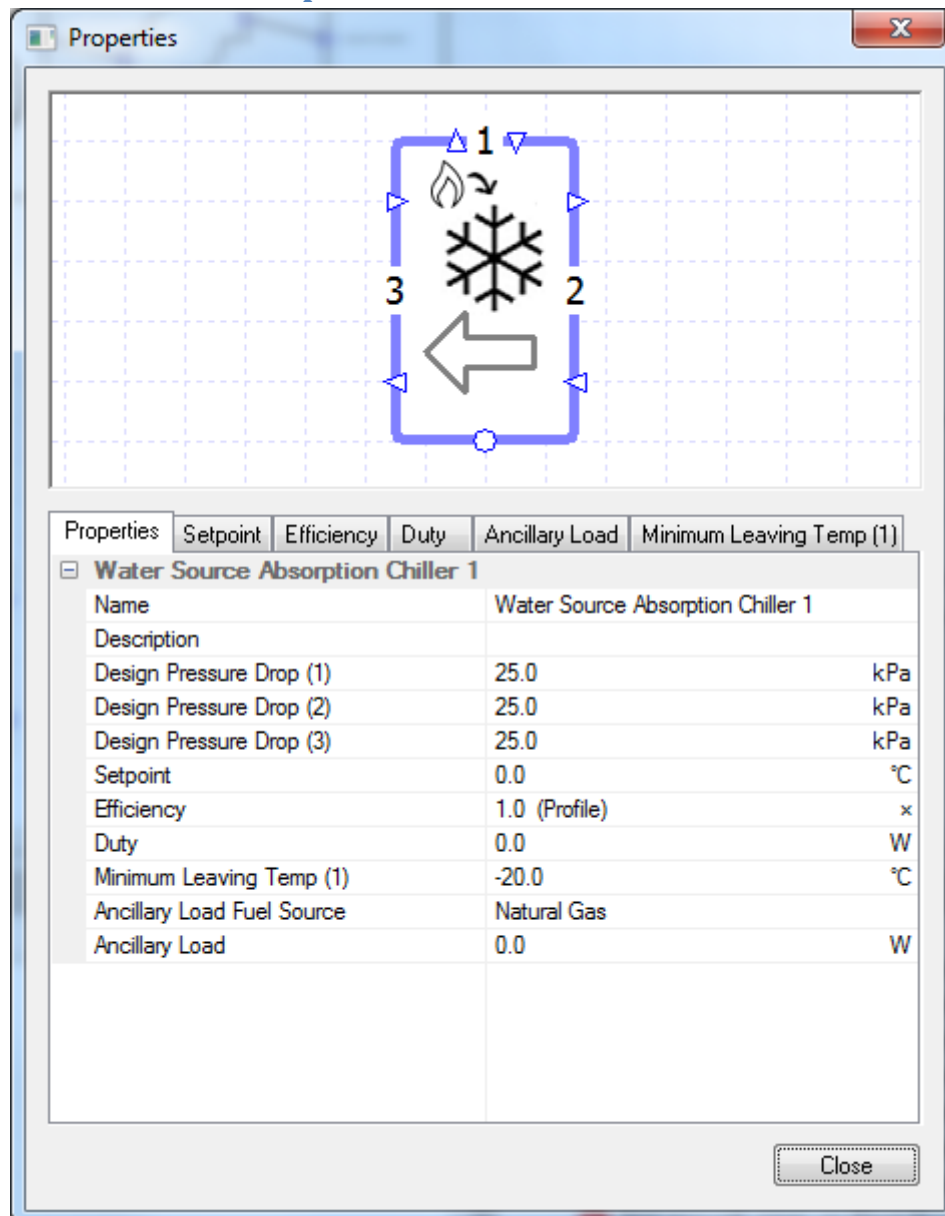 Properties
1
3
2
Properties Setpoint Efficiency Duty Ancillary Load Minimum Leaving Temp (1)
Water Source Absorption Chiller 1
Name Water Source Absorption Chiller 1
Description
Design Pressure Drop (1) 25.0 kPa
Design Pressure Drop (2) 25.0 kPa
Design Pressure Drop (3) 25.0 kPa
Setpoint 0.0 °C
Efficiency 1.0 (Profile) ×
Duty 0.0 W
Minimum Leaving Temp (1) -20.0 °C
Ancillary Load Fuel Source Natural Gas
Ancillary Load 0.0 W
Close